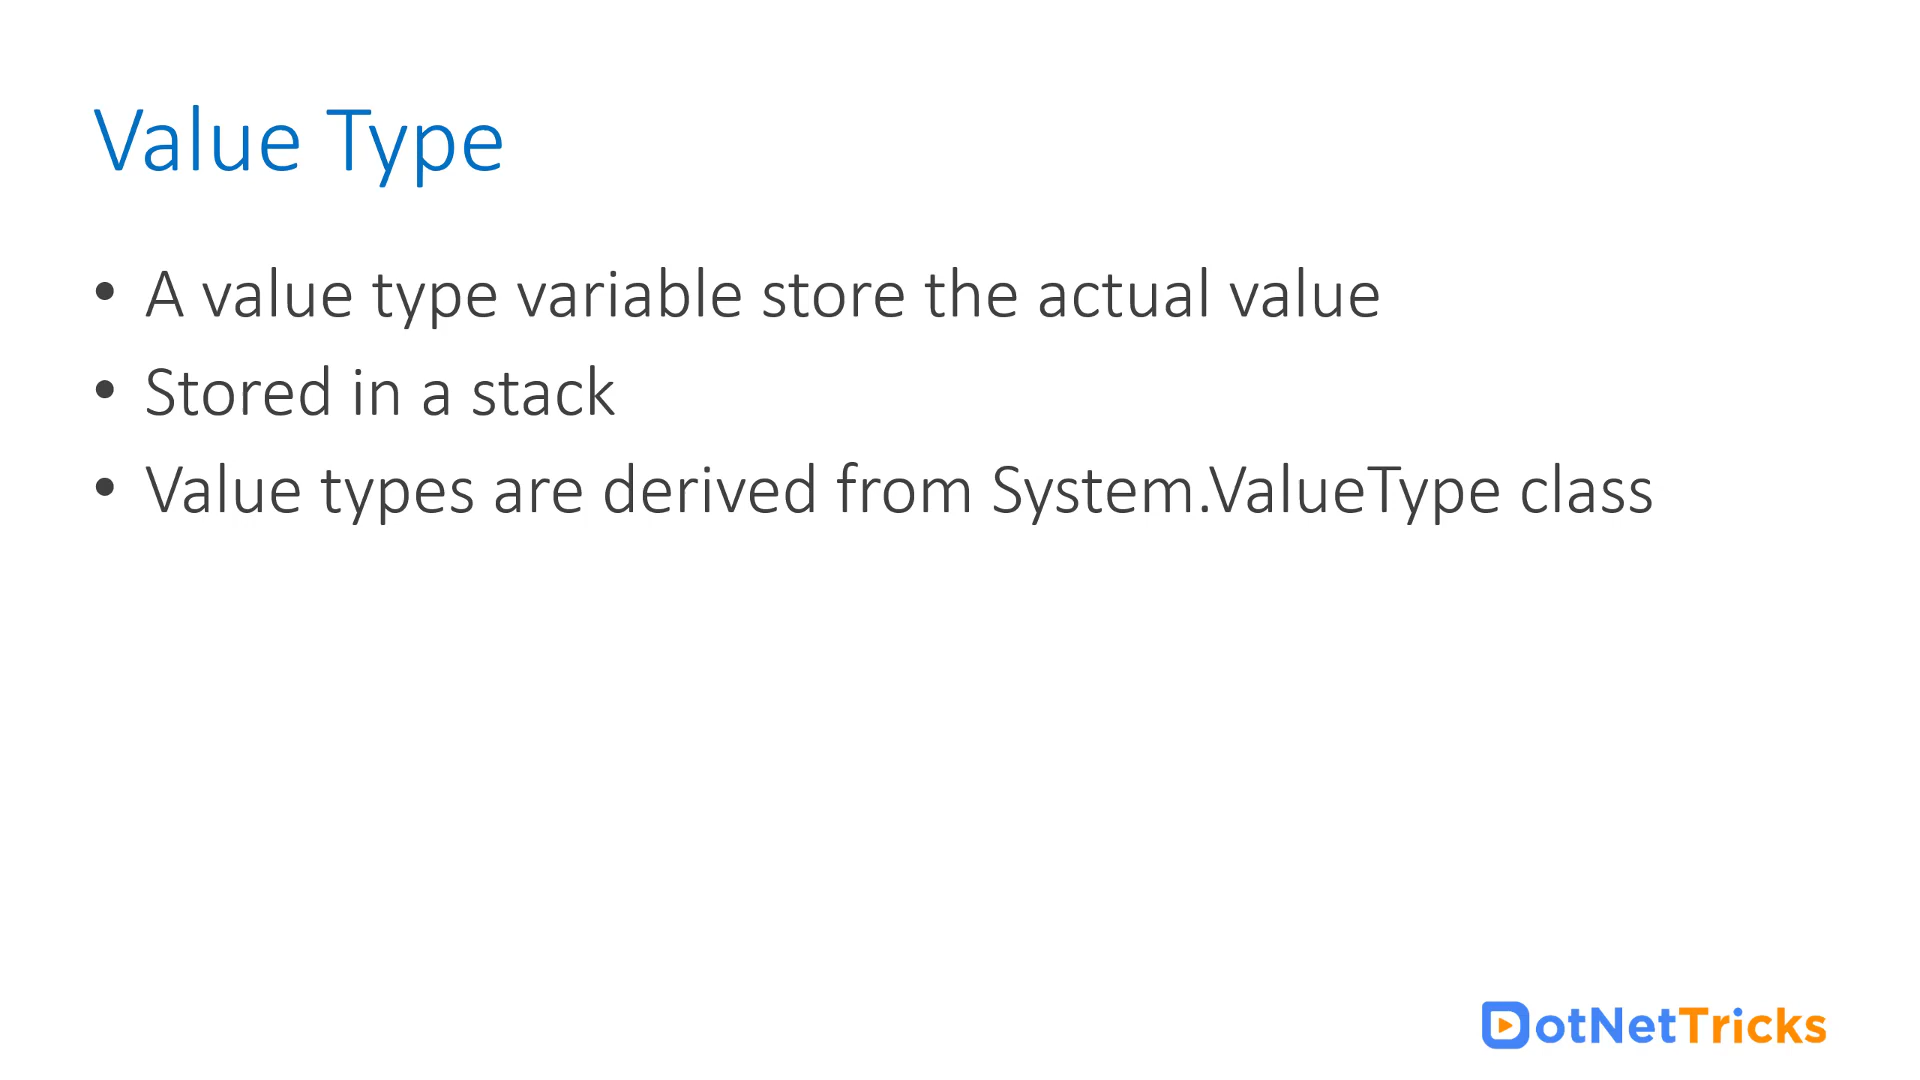 Value Type
• A value type variable store the actual value
• Stored in a stack
• Value types are derived from System.ValueType class
DotNetTricks